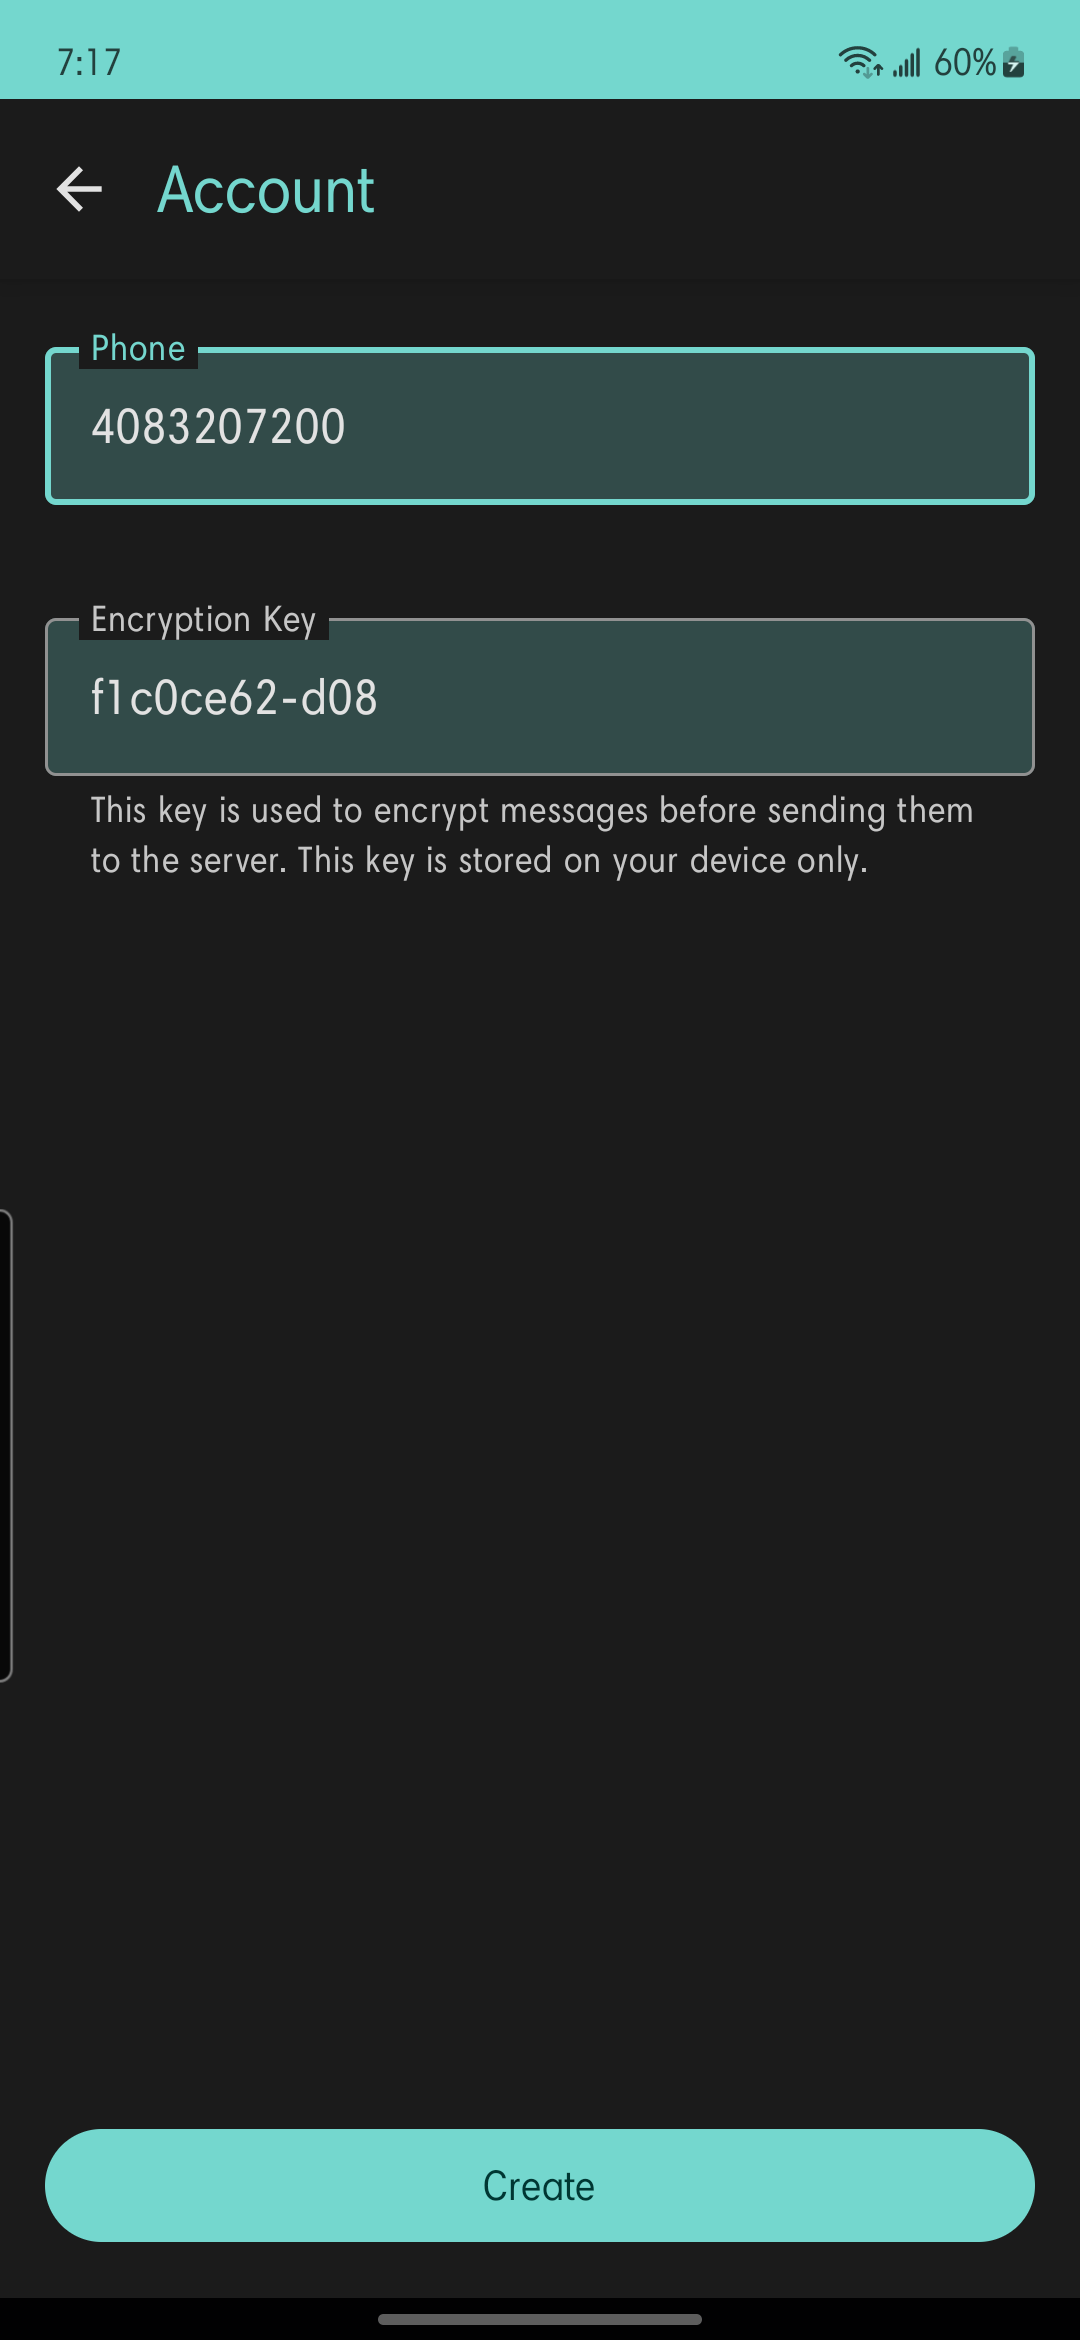 7:17
60%
Account
Phone
4083207200
Encryption Key
f1c0ce62-d08
This key is used to encrypt messages before sending them
to the server. This key is stored on your device only.
Create